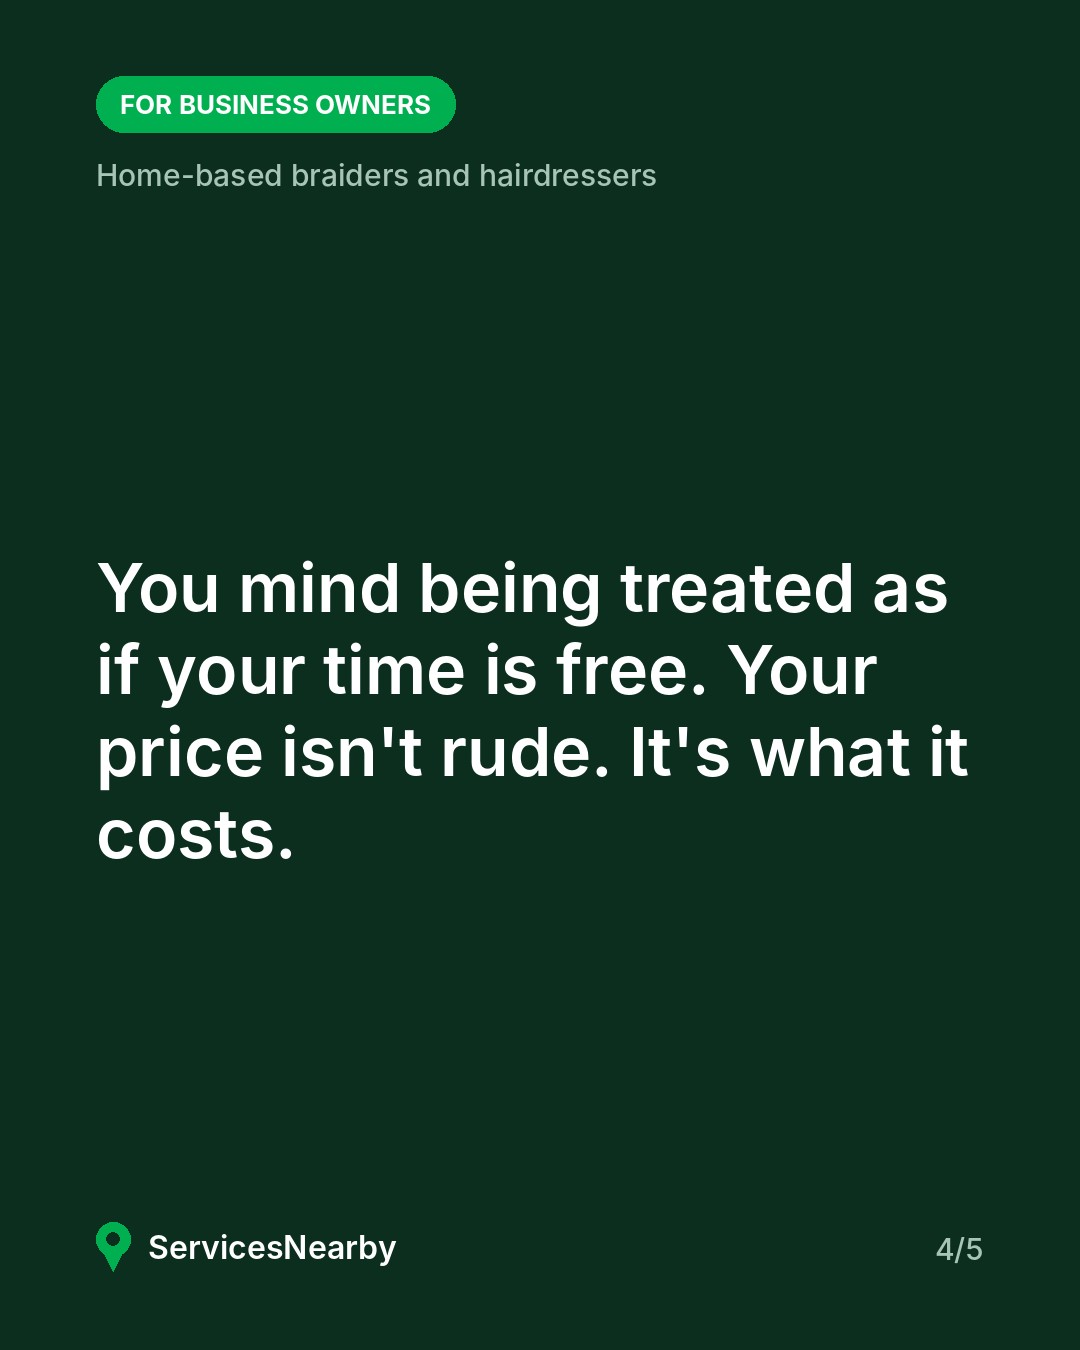 FOR BUSINESS OWNERS
Home-based braiders and hairdressers
You mind being treated as
if your time is free. Your
price isn't rude. It's what it
costs.
ServicesNearby
4/5